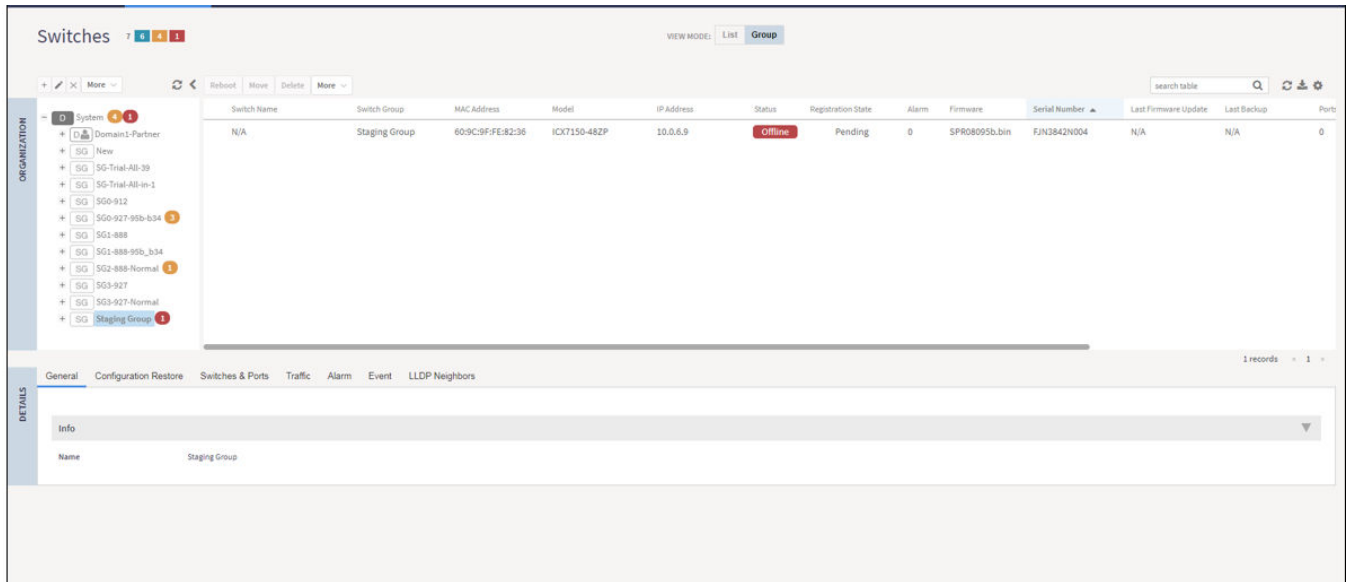 Switches 7 6 4 1
VIEW MODE: List Group
More
Reboot Move Delete More
search table
ORGANIZATION
D System 4 1
D Domain1-Partner
SG New
SG SG-Trial-All-39
SG SG-Trial-All-in-1
SG SG0-912
SG SG0-927-95b-b34 3
SG SG1-888
SG SG1-888-95b_b34
SG SG2-888-Normal 1
SG SG3-927
SG SG3-927-Normal
SG Staging Group 1
Switch Name Switch Group MAC Address Model IP Address Status Registration State Alarm Firmware Serial Number Last Firmware Update Last Backup Ports
N/A Staging Group 60:9C:9F:FE:82:36 ICX7150-48ZP 10.0.6.9 Offline Pending 0 SPR08095b.bin FJN3842N004 N/A N/A 0
1 records « 1 »
DETAILS
General Configuration Restore Switches & Ports Traffic Alarm Event LLDP Neighbors
Info
Name Staging Group